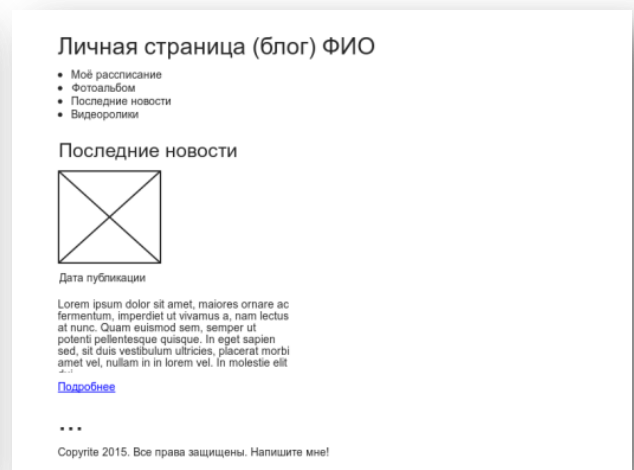 Личная страница (блог) ФИО
Моё рассписание
Фотоальбом
Последние новости
Видеоролики
Последние новости
Дата публикации
Lorem ipsum dolor sit amet, maiores ornare ac
fermentum, imperdiet ut vivamus a, nam lectus
at nunc. Quam euismod sem, semper ut
potenti pellentesque quisque. In eget sapien
sed, sit duis vestibulum ultricies, placerat morbi
amet vel, nullam in in lorem vel. In molestie elit
Подробнее
...
Copyrite 2015. Все права защищены. Напишите мне!